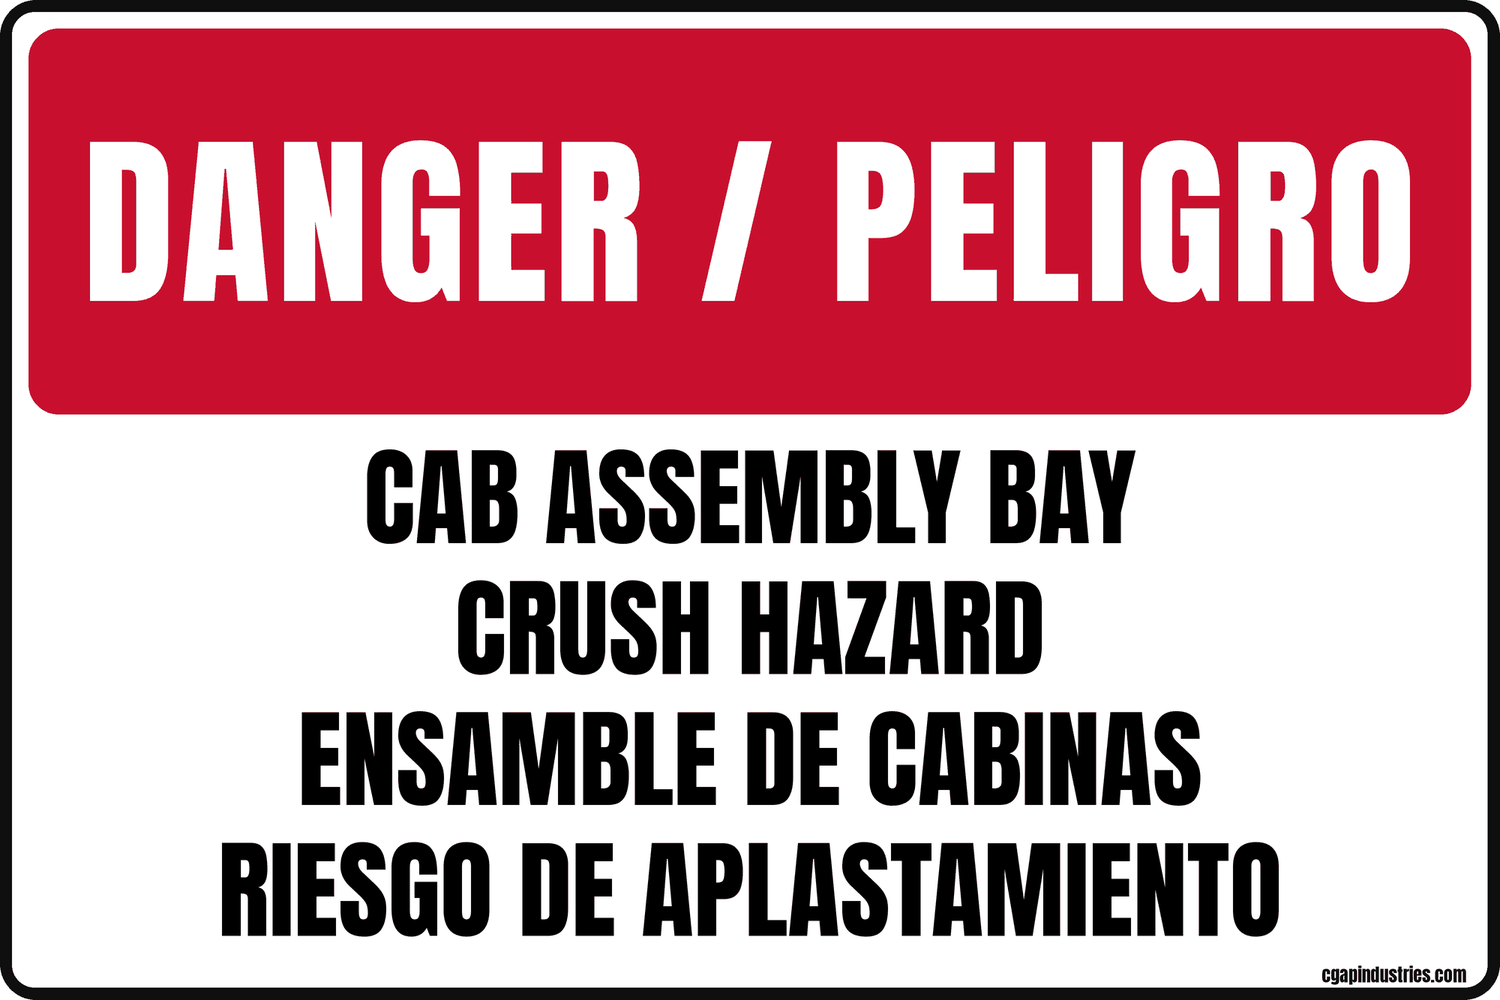 DANGER / PELIGRO
CAB ASSEMBLY BAY
CRUSH HAZARD
ENSAMBLE DE CABINAS
RIESGO DE APLASTAMIENTO
cgapindustries.com